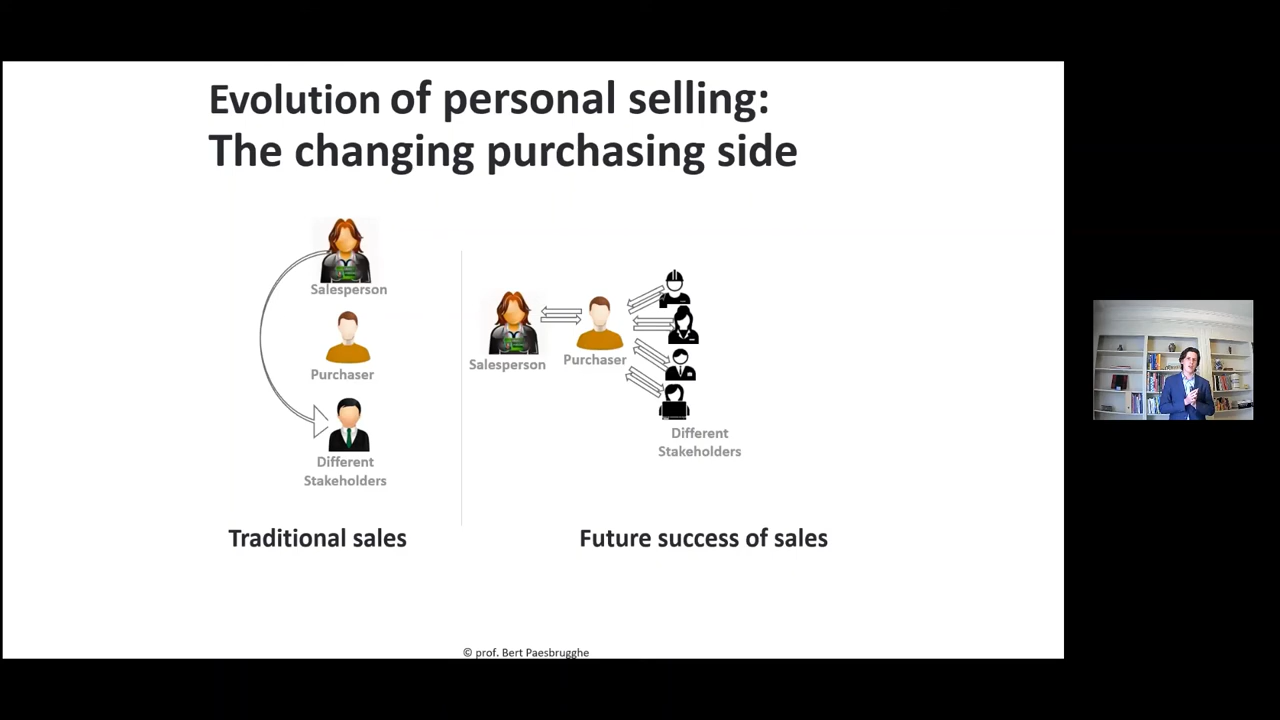 Evolution of personal selling:
The changing purchasing side
Salesperson
Purchaser
Different
Stakeholders
Traditional sales
Salesperson
Purchaser
Different
Stakeholders
Future success of sales
© prof. Bert Paesbrugghe